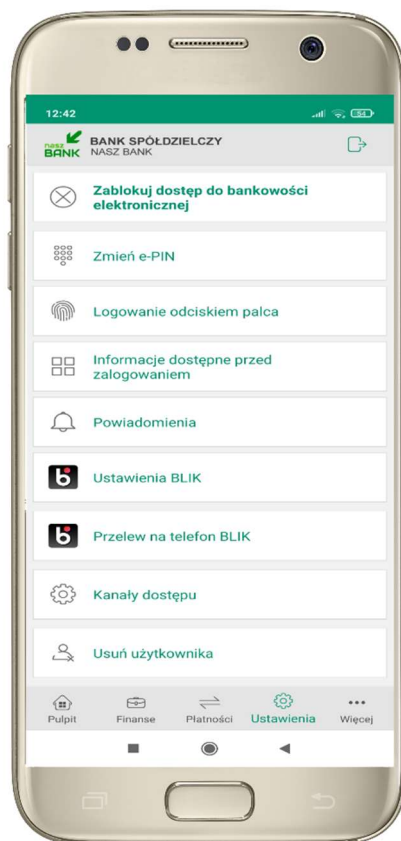 12:42
54
nasz
BANK
BANK SPÓŁDZIELCZY
NASZ BANK
Zablokuj dostęp do bankowości
elektronicznej
Zmień e-PIN
Logowanie odciskiem palca
Informacje dostępne przed
zalogowaniem
Powiadomienia
Ustawienia BLIK
Przelew na telefon BLIK
Kanały dostępu
Usuń użytkownika
Pulpit Finanse Płatności Ustawienia Więcej